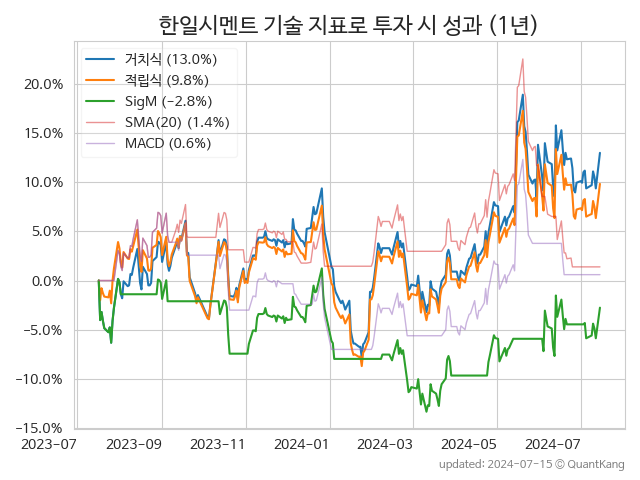 한일시멘트 기술 지표로 투자 시 성과 (1년)
거치식 (13.0%)
적립식 (9.8%)
SigM (−2.8%)
SMA(20) (1.4%)
MACD (0.6%)
20.0%
15.0%
10.0%
5.0%
0.0%
−5.0%
−10.0%
−15.0%
2023-07 2023-09 2023-11 2024-01 2024-03 2024-05 2024-07
updated: 2024-07-15 © QuantKang